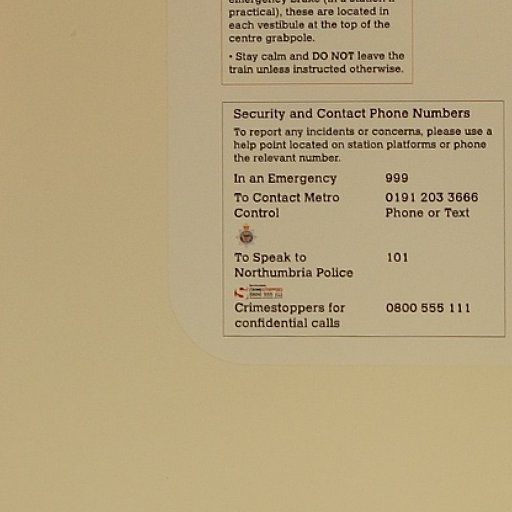 emergency brake (in a station if
practical), these are located in
each vestibule at the top of the
centre grabpole.
• Stay calm and DO NOT leave the
train unless instructed otherwise.
Security and Contact Phone Numbers
To report any incidents or concerns, please use a
help point located on station platforms or phone
the relevant number.
In an Emergency 999
To Contact Metro 0191 203 3666
Control Phone or Text
To Speak to 101
Northumbria Police
CRIMESTOPPERS
0800 555 111
Crimestoppers for 0800 555 111
confidential calls